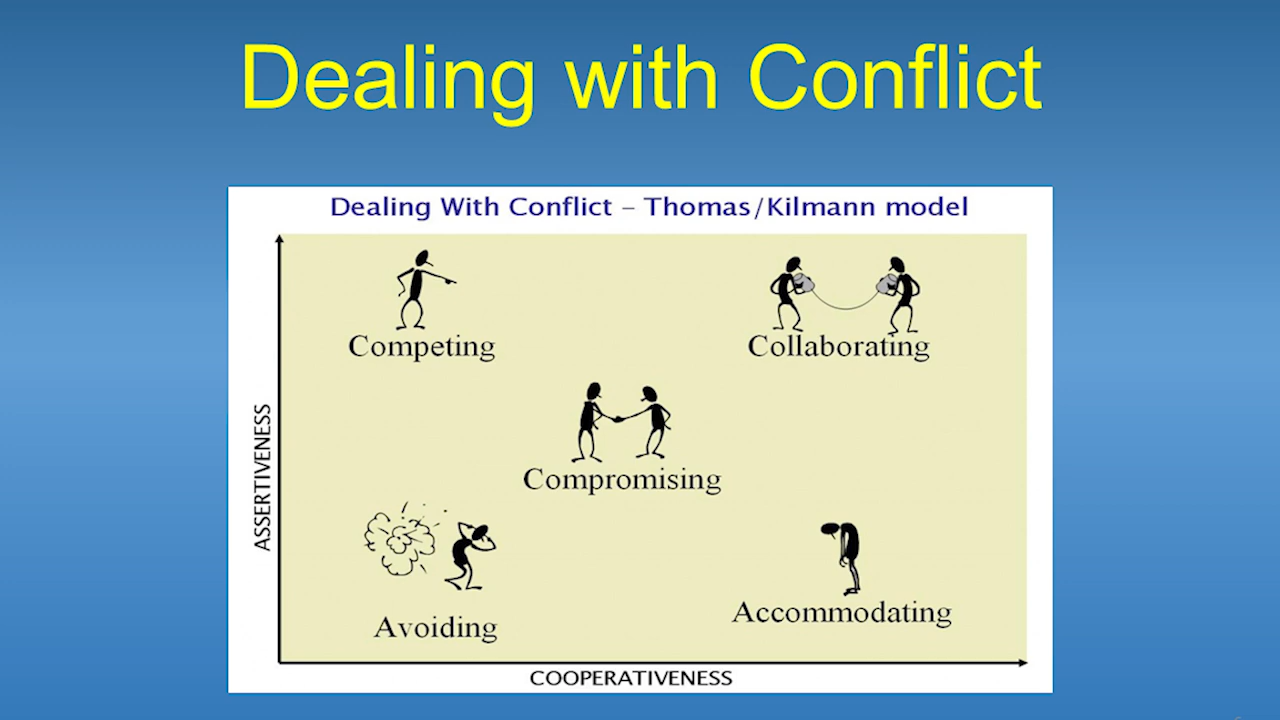 Dealing with Conflict
Dealing With Conflict – Thomas/Kilmann model
Competing
Collaborating
Compromising
ASSERTIVENESS
Avoiding
Accommodating
COOPERATIVENESS